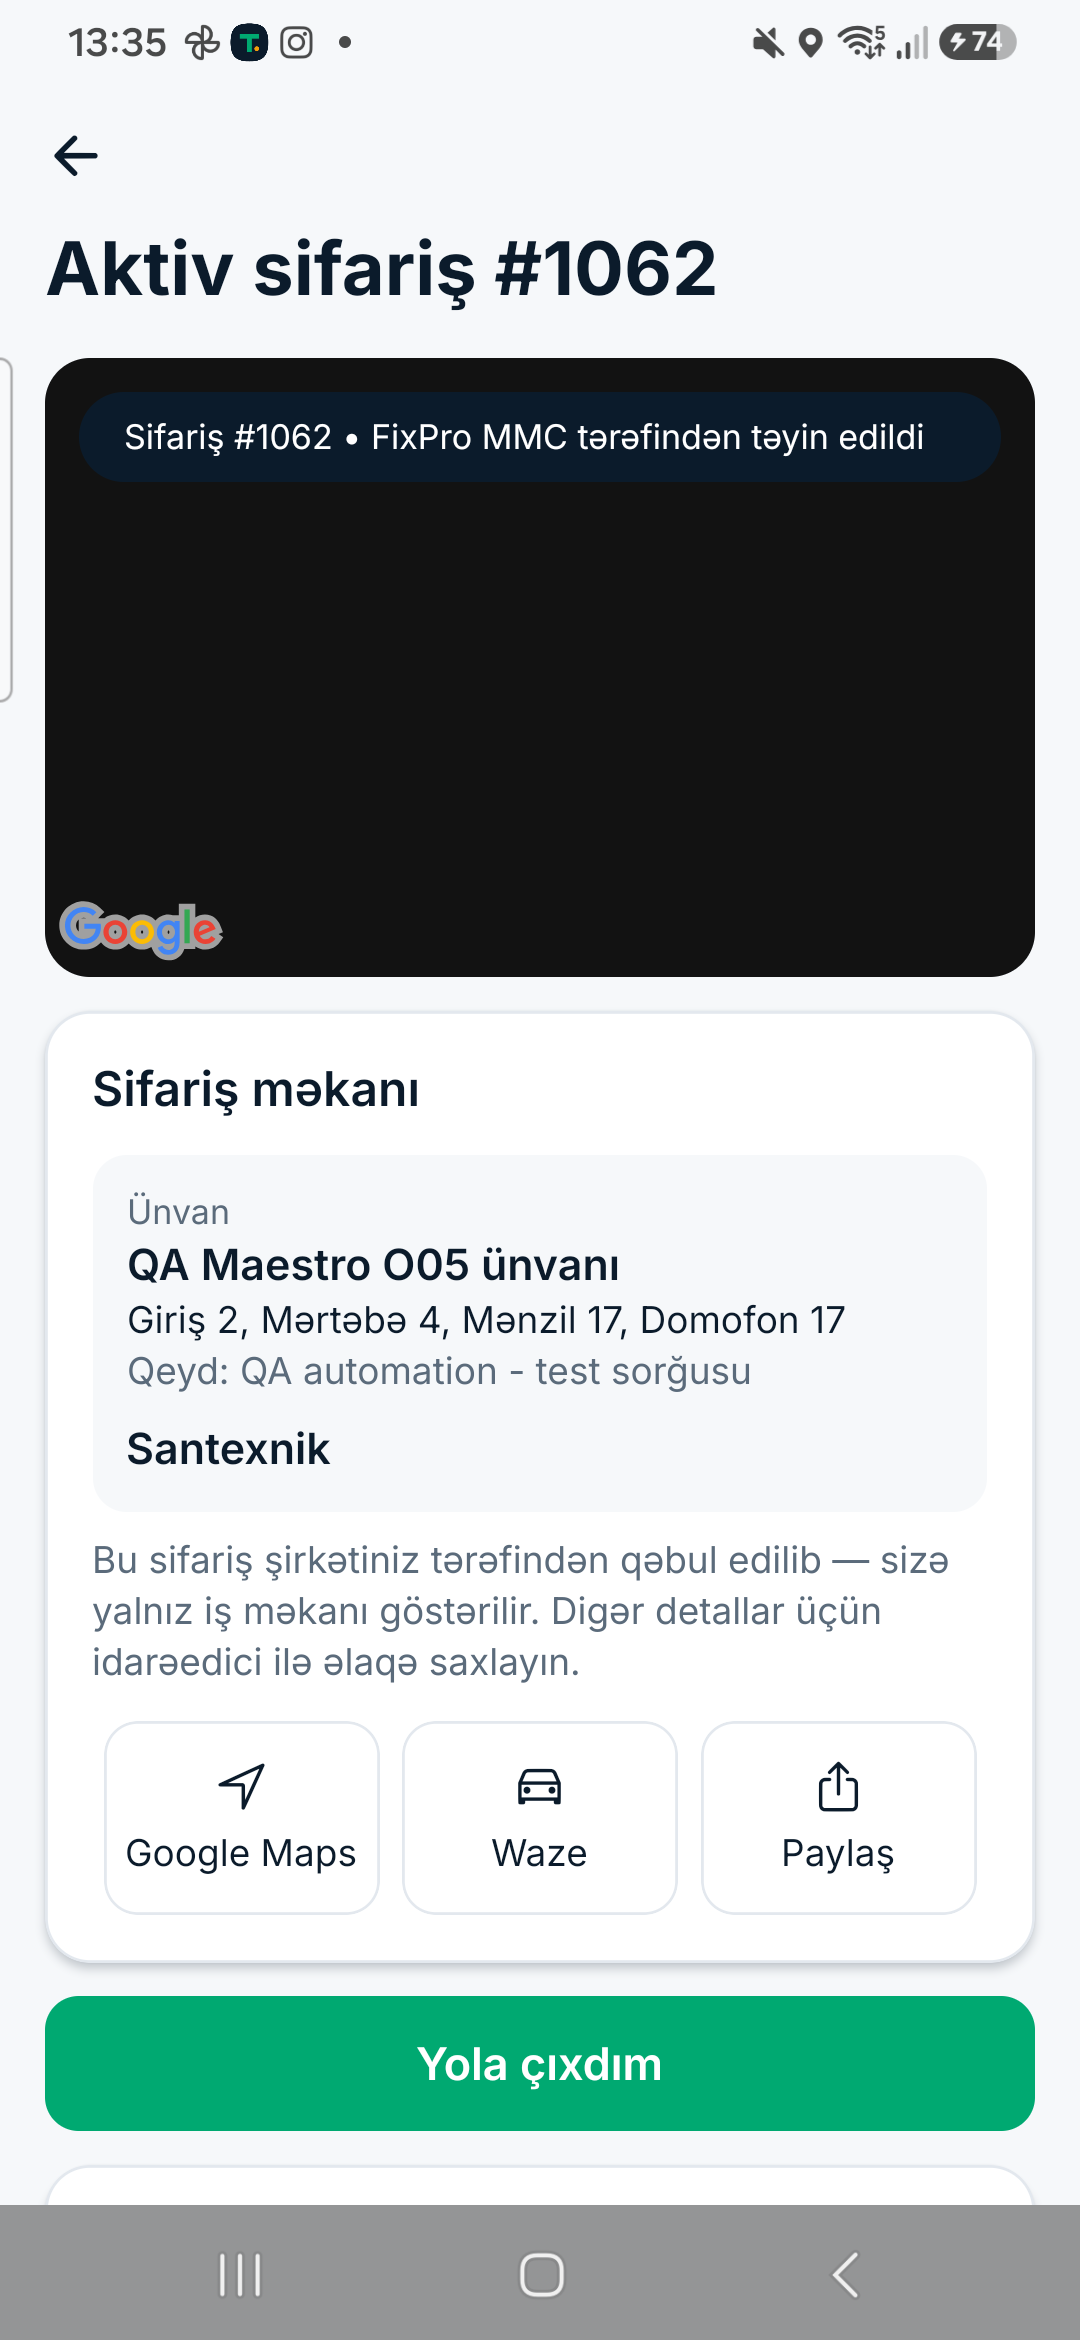 13:35
5
74
Aktiv sifariş #1062
Sifariş #1062 • FixPro MMC tərəfindən təyin edildi
Google
Sifariş məkanı
Ünvan
QA Maestro O05 ünvanı
Giriş 2, Mərtəbə 4, Mənzil 17, Domofon 17
Qeyd: QA automation - test sorğusu
Santexnik
Bu sifariş şirkətiniz tərəfindən qəbul edilib — sizə
yalnız iş məkanı göstərilir. Digər detallar üçün
idarəedici ilə əlaqə saxlayın.
Google Maps
Waze
Paylaş
Yola çıxdım